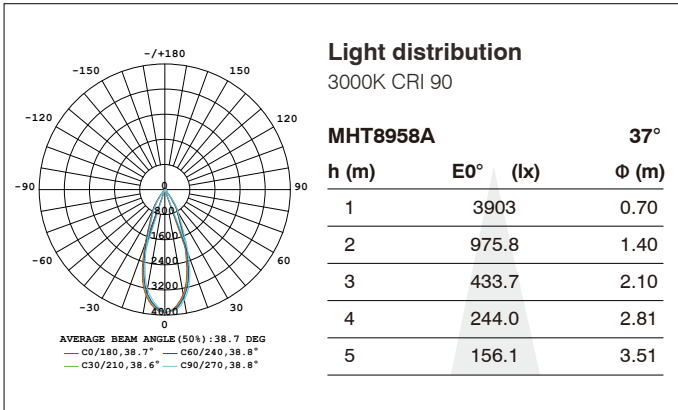 -/+180
-150
150
-120
120
-90
90
-60
60
-30
30
0
0
800
1600
2400
3200
4000
AVERAGE BEAM ANGLE(50%):38.7 DEG
C0/180,38.7° C60/240,38.8°
C30/210,38.6° C90/270,38.8°
Light distribution
3000K CRI 90
MHT8958A 37°
h (m) E0° (lx) Φ (m)
1 3903 0.70
2 975.8 1.40
3 433.7 2.10
4 244.0 2.81
5 156.1 3.51